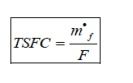 TSFC = m•f / F